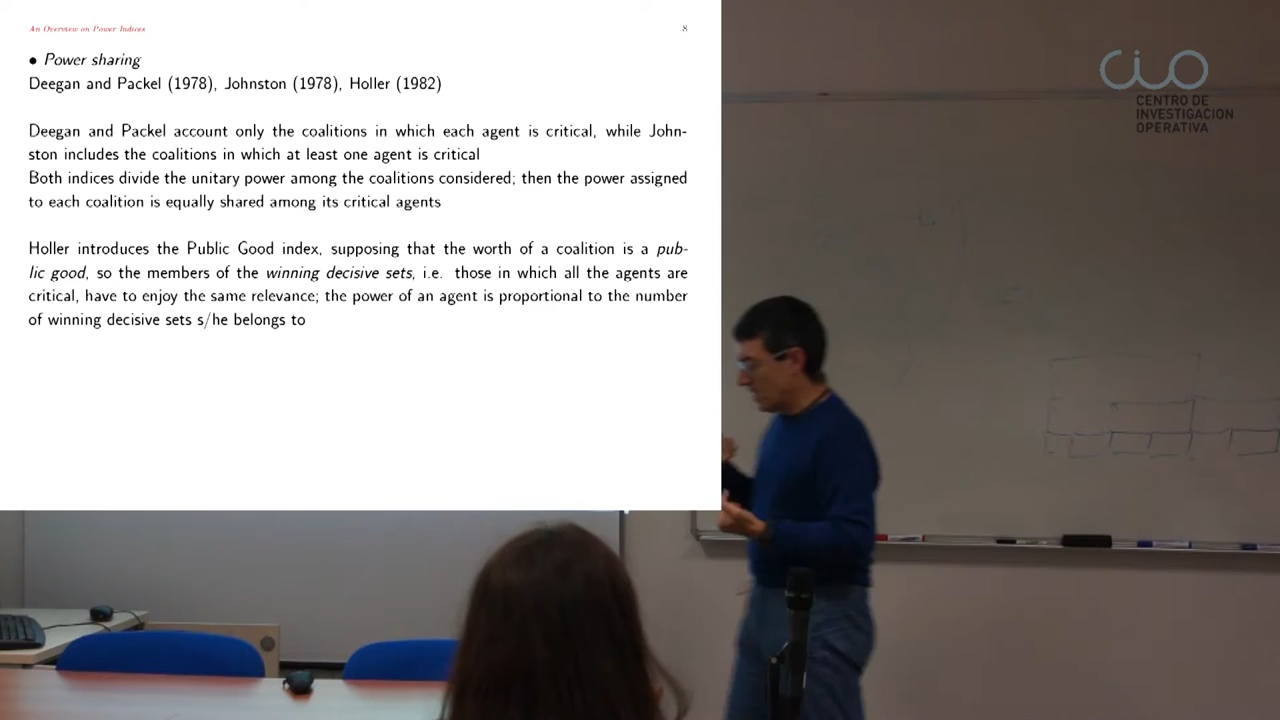 An Overview on Power Indices 8
• Power sharing
Deegan and Packel (1978), Johnston (1978), Holler (1982)
Deegan and Packel account only the coalitions in which each agent is critical, while John-
ston includes the coalitions in which at least one agent is critical
Both indices divide the unitary power among the coalitions considered; then the power assigned
to each coalition is equally shared among its critical agents
Holler introduces the Public Good index, supposing that the worth of a coalition is a pub-
lic good, so the members of the winning decisive sets, i.e. those in which all the agents are
critical, have to enjoy the same relevance; the power of an agent is proportional to the number
of winning decisive sets s/he belongs to
CIO
CENTRO DE
INVESTIGACION
OPERATIVA